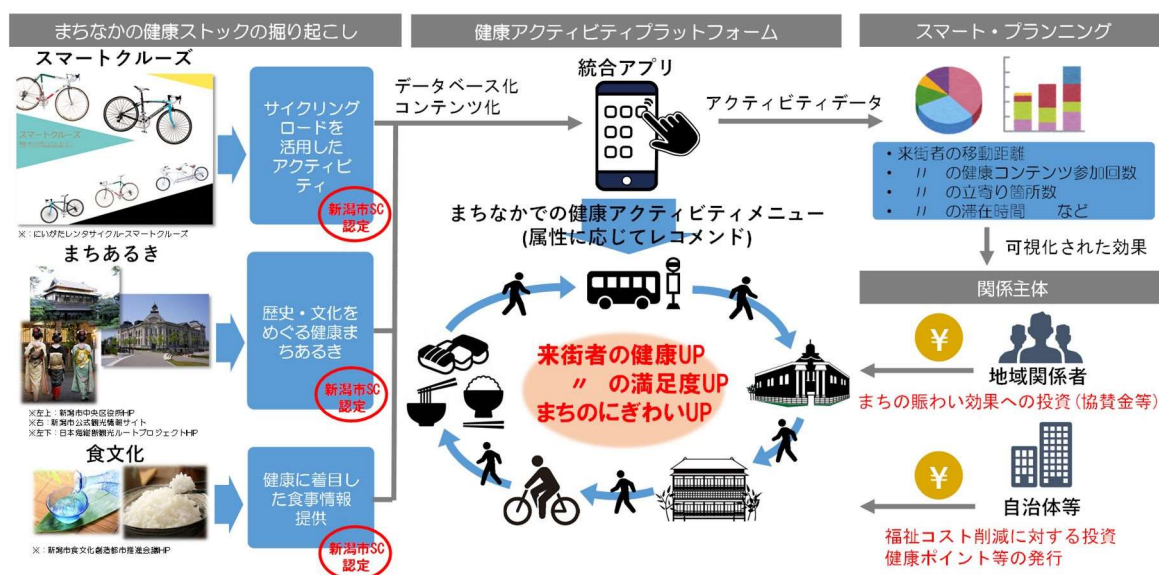 まちなかの健康ストックの掘り起こし
健康アクティビティプラットフォーム
スマート・プランニング
スマートクルーズ
スマートクルーズ
※：にいがたレンタサイクル-スマートクルーズ
サイクリング
ロードを
活用した
アクティビ
ティ
新潟市SC
認定
まちあるき
※左上：新潟市中央区役所HP
※右：新潟市公式観光情報サイト
※左下：日本海縦断観光ルートプロジェクトHP
歴史・文化を
めぐる健康ま
ちあるき
新潟市SC
認定
食文化
※：新潟市食文化創造都市推進会議HP
健康に着目し
た食事情報
提供
新潟市SC
認定
データベース化
コンテンツ化
統合アプリ
アクティビティデータ
まちなかでの健康アクティビティメニュー
(属性に応じてレコメンド)
来街者の健康UP
〃 の満足度UP
まちのにぎわいUP
・来街者の移動距離
・ 〃 の健康コンテンツ参加回数
・ 〃 の立寄り箇所数
・ 〃 の滞在時間 など
可視化された効果
関係主体
¥
地域関係者
まちの賑わい効果への投資(協賛金等)
¥
自治体等
福祉コスト削減に対する投資
健康ポイント等の発行